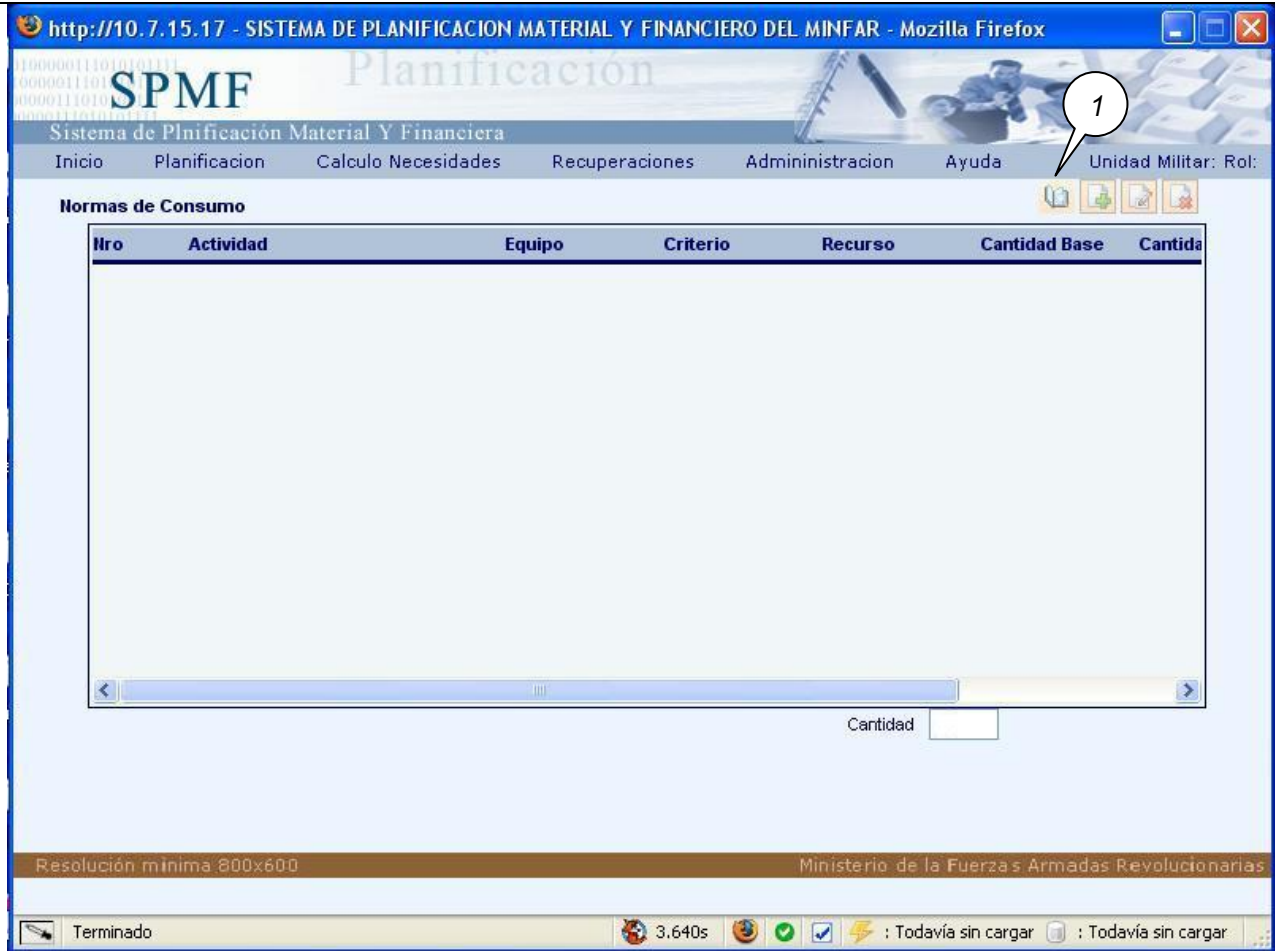 http://10.7.15.17 - SISTEMA DE PLANIFICACION MATERIAL Y FINANCIERO DEL MINFAR - Mozilla Firefox
Planificación
SPMF
1
Sistema de Plnificación Material Y Financiera
Inicio Planificacion Calculo Necesidades Recuperaciones Admininistracion Ayuda Unidad Militar: Rol:
Normas de Consumo
Nro Actividad Equipo Criterio Recurso Cantidad Base Cantida
Cantidad
Resolución mínima 800x600 Ministerio de la Fuerzas Armadas Revolucionarias
Terminado 3.640s : Todavía sin cargar : Todavía sin cargar